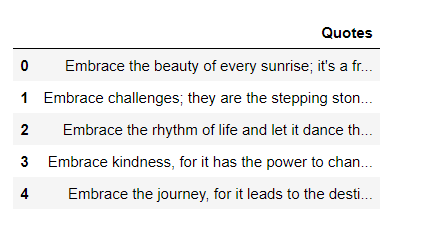 Quotes
0 Embrace the beauty of every sunrise; it's a fr...
1 Embrace challenges; they are the stepping ston...
2 Embrace the rhythm of life and let it dance th...
3 Embrace kindness, for it has the power to chan...
4 Embrace the journey, for it leads to the desti...